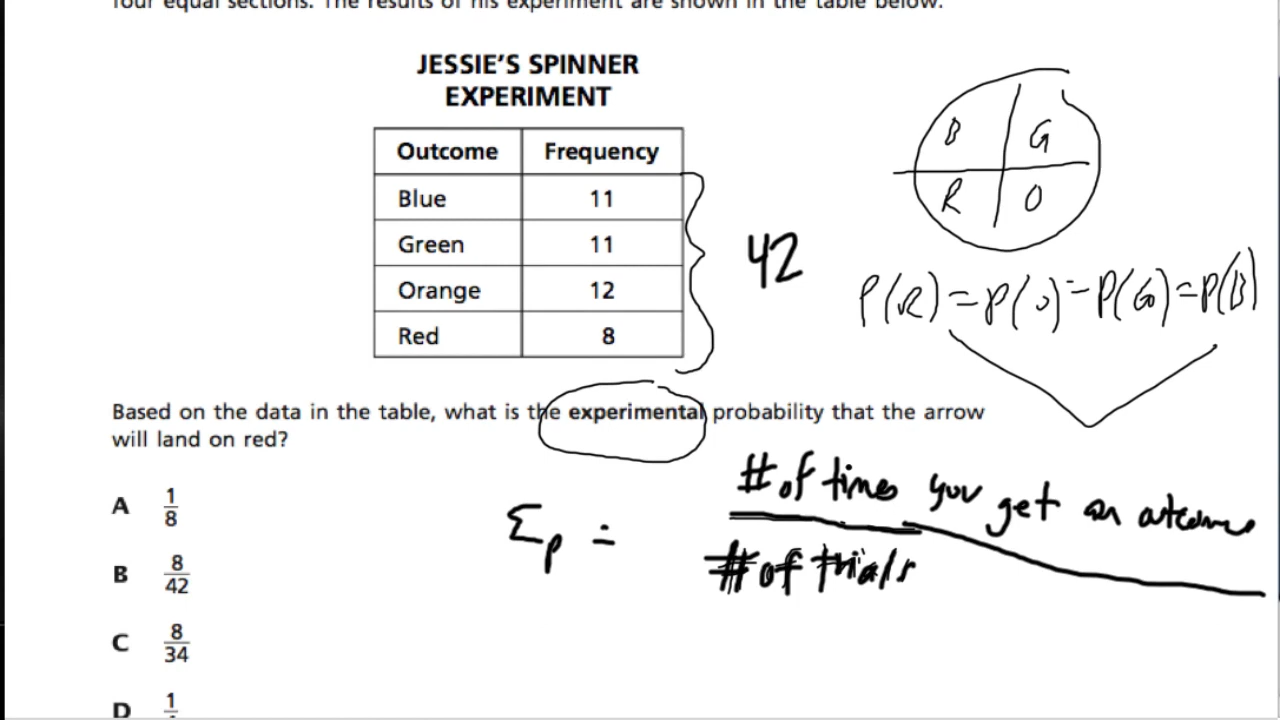 four equal sections. The results of his experiment are shown in the table below.
JESSIE'S SPINNER
EXPERIMENT
Outcome Frequency
Blue 11
Green 11
Orange 12
Red 8
42
B G
R O
P(R) = P(O) = P(G) = P(B)
Based on the data in the table, what is the experimental probability that the arrow
will land on red?
A 1/8
B 8/42
C 8/34
D 1
Ep = # of times you get an outcome
# of trials